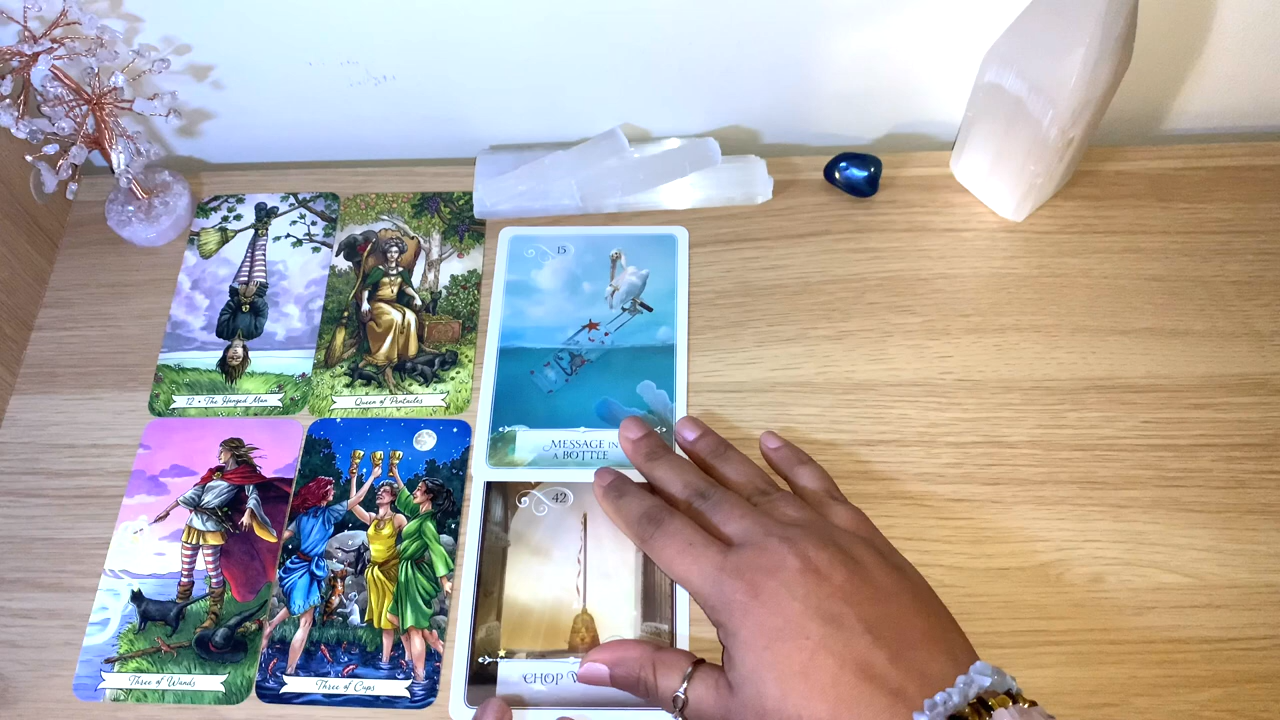 12 • The Hanged Man
Queen of Pentacles
15
MESSAGE IN
A BOTTLE
Three of Wands
Three of Cups
42
CHOP